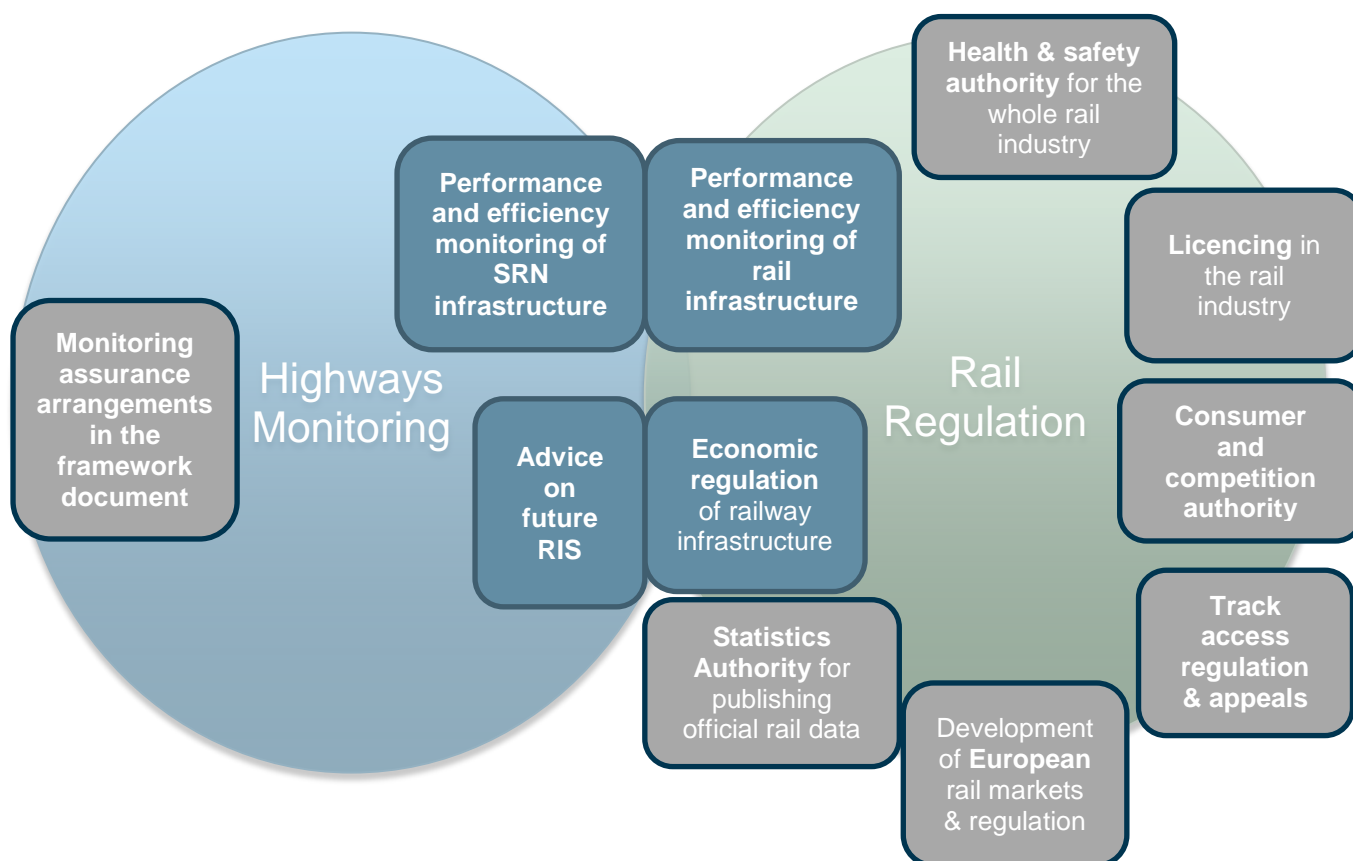 Health & safety
authority for the
whole rail
industry
Performance
and efficiency
monitoring of
SRN
infrastructure
Performance
and efficiency
monitoring of
rail
infrastructure
Licencing in
the rail
industry
Monitoring
assurance
arrangements
in the
framework
document
Highways
Monitoring
Rail
Regulation
Advice
on
future
RIS
Economic
regulation
of railway
infrastructure
Consumer
and
competition
authority
Statistics
Authority for
publishing
official rail data
Track
access
regulation
& appeals
Development
of European
rail markets
& regulation